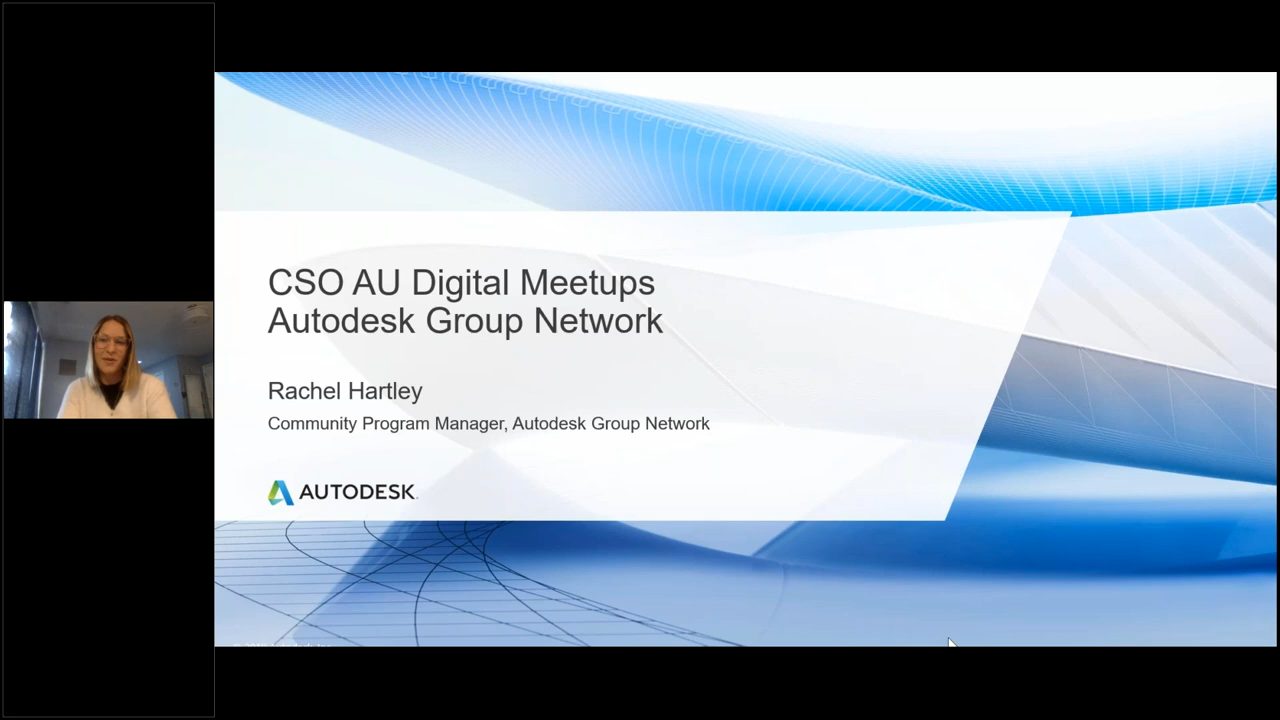 CSO AU Digital Meetups
Autodesk Group Network
Rachel Hartley
Community Program Manager, Autodesk Group Network
AUTODESK